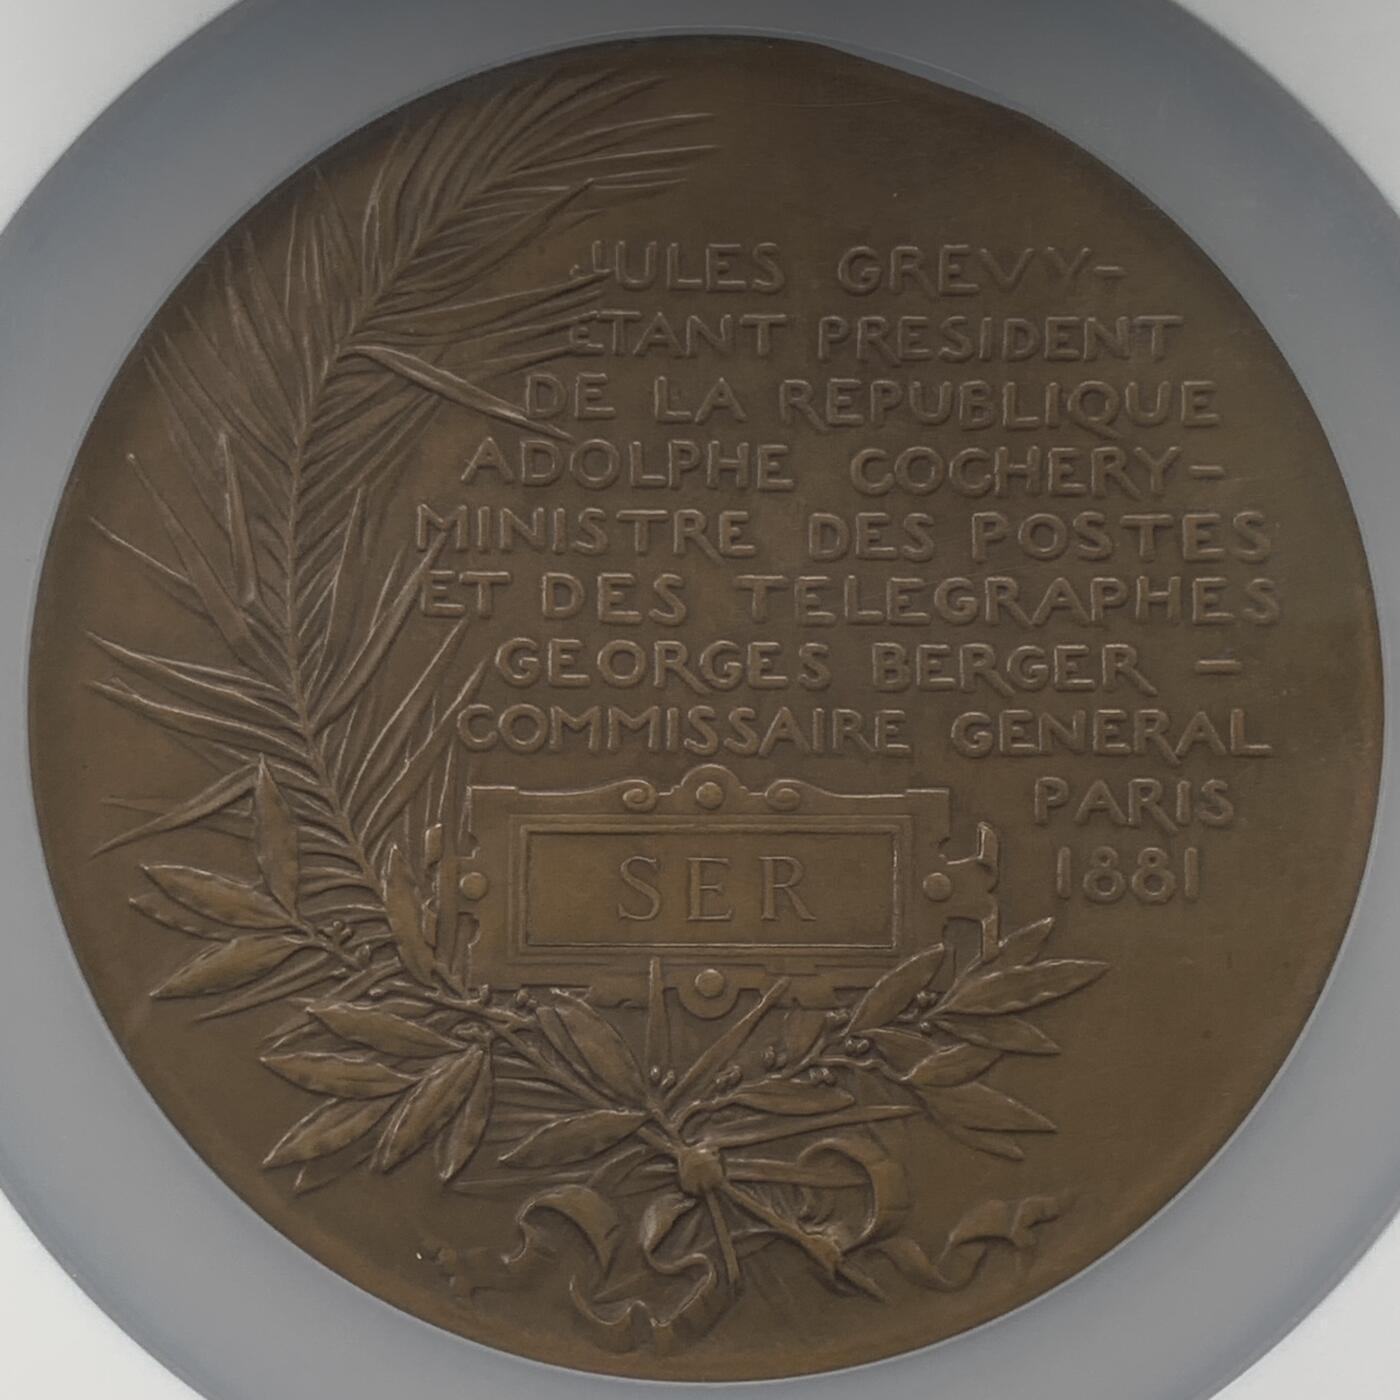 JULES GREVY-
ETANT PRESIDENT
DE LA REPUBLIQUE
ADOLPHE COCHERY-
MINISTRE DES POSTES
ET DES TELEGRAPHES
GEORGES BERGER -
COMMISSAIRE GENERAL
PARIS
1881
SER